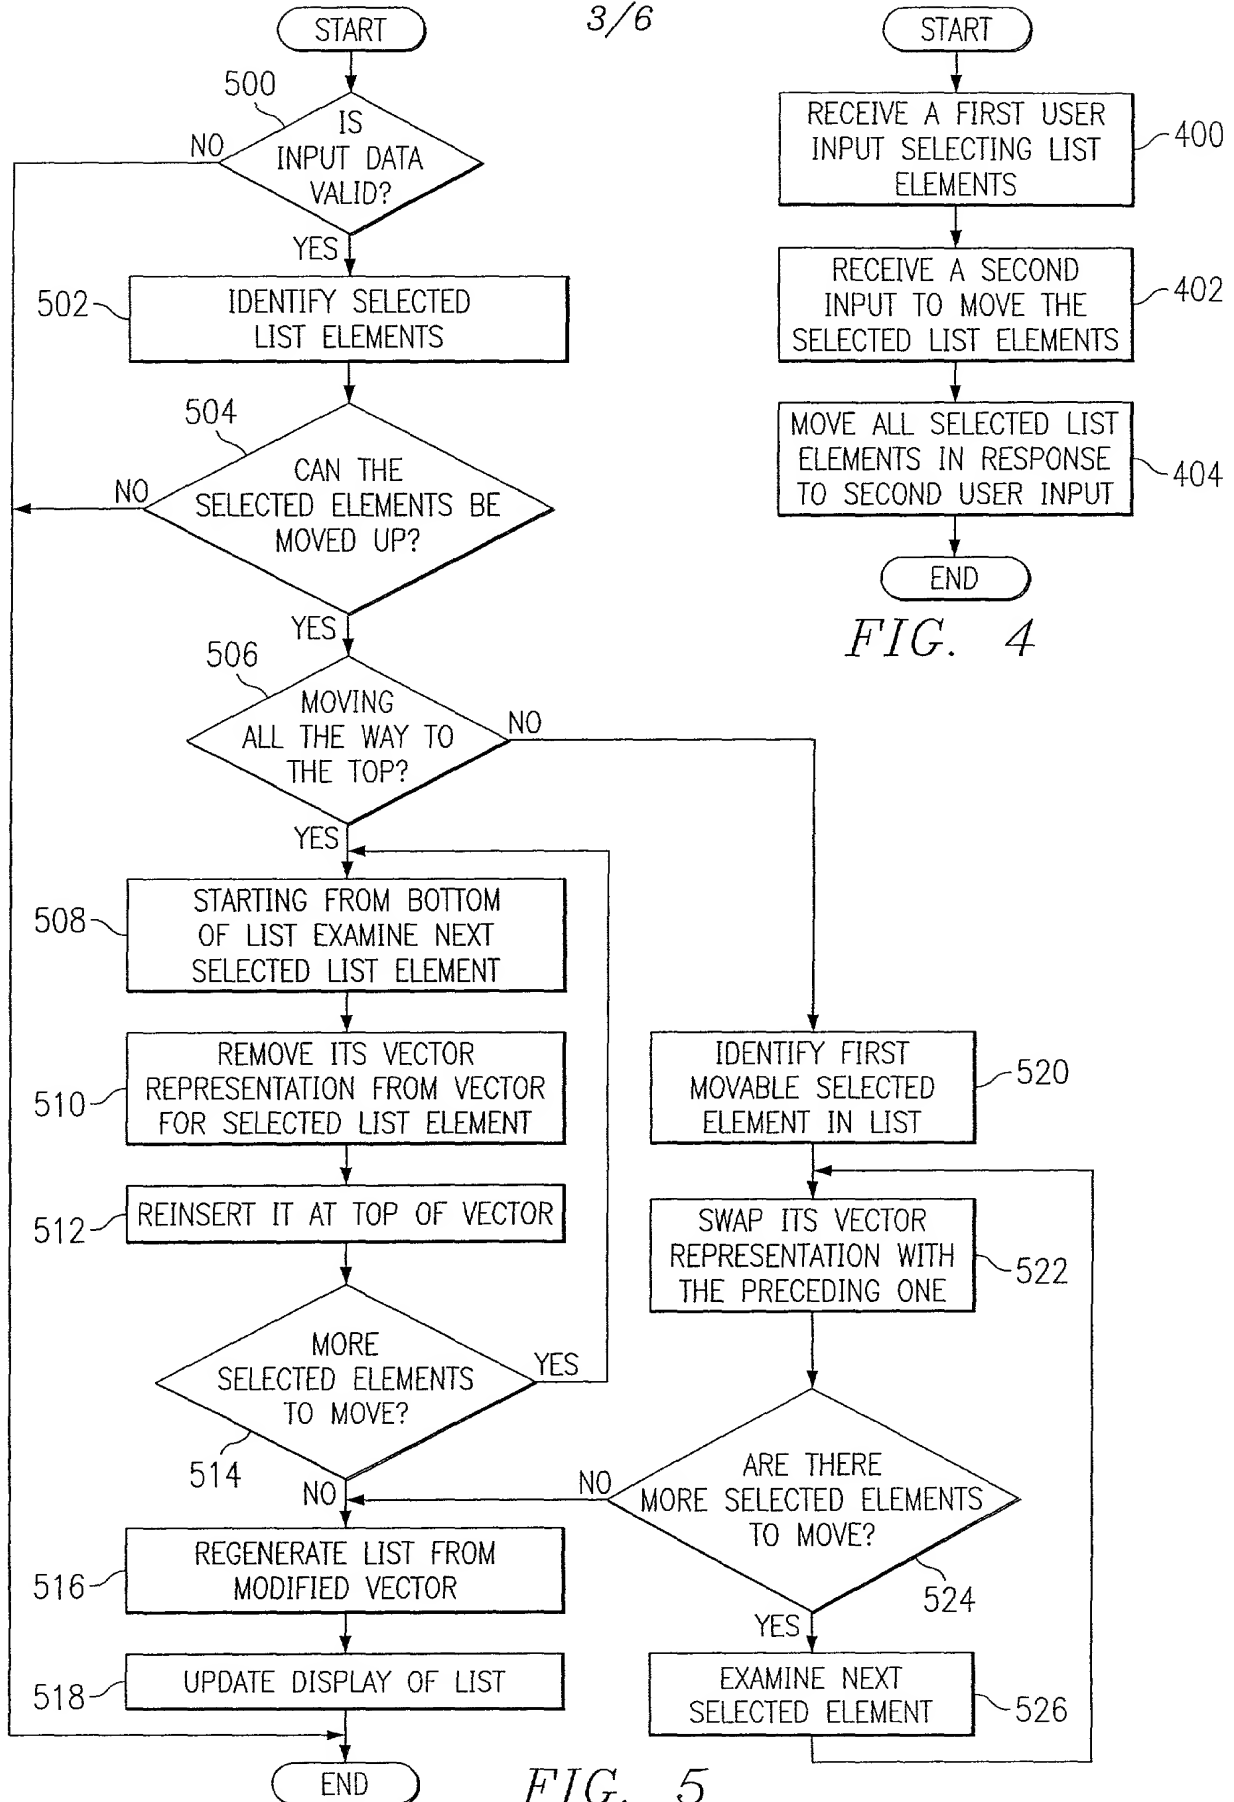 3/6
START
500
IS
INPUT DATA
VALID?
NO
YES
502
IDENTIFY SELECTED
LIST ELEMENTS
504
CAN THE
SELECTED ELEMENTS BE
MOVED UP?
NO
YES
506
MOVING
ALL THE WAY TO
THE TOP?
NO
YES
508
STARTING FROM BOTTOM
OF LIST EXAMINE NEXT
SELECTED LIST ELEMENT
510
REMOVE ITS VECTOR
REPRESENTATION FROM VECTOR
FOR SELECTED LIST ELEMENT
512
REINSERT IT AT TOP OF VECTOR
MORE
SELECTED ELEMENTS
TO MOVE?
YES
514
NO
516
REGENERATE LIST FROM
MODIFIED VECTOR
518
UPDATE DISPLAY OF LIST
END
520
IDENTIFY FIRST
MOVABLE SELECTED
ELEMENT IN LIST
SWAP ITS VECTOR
REPRESENTATION WITH
THE PRECEDING ONE
522
ARE THERE
MORE SELECTED ELEMENTS
TO MOVE?
NO
524
YES
EXAMINE NEXT
SELECTED ELEMENT
526
FIG. 5
START
RECEIVE A FIRST USER
INPUT SELECTING LIST
ELEMENTS
400
RECEIVE A SECOND
INPUT TO MOVE THE
SELECTED LIST ELEMENTS
402
MOVE ALL SELECTED LIST
ELEMENTS IN RESPONSE
TO SECOND USER INPUT
404
END
FIG. 4